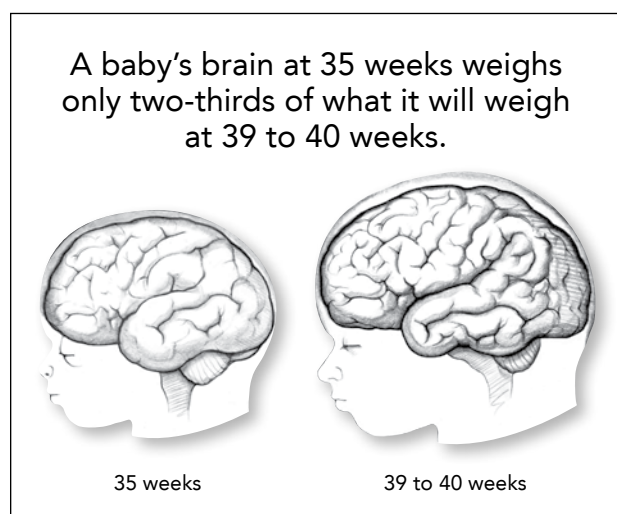 A baby's brain at 35 weeks weighs
only two-thirds of what it will weigh
at 39 to 40 weeks.
35 weeks
39 to 40 weeks